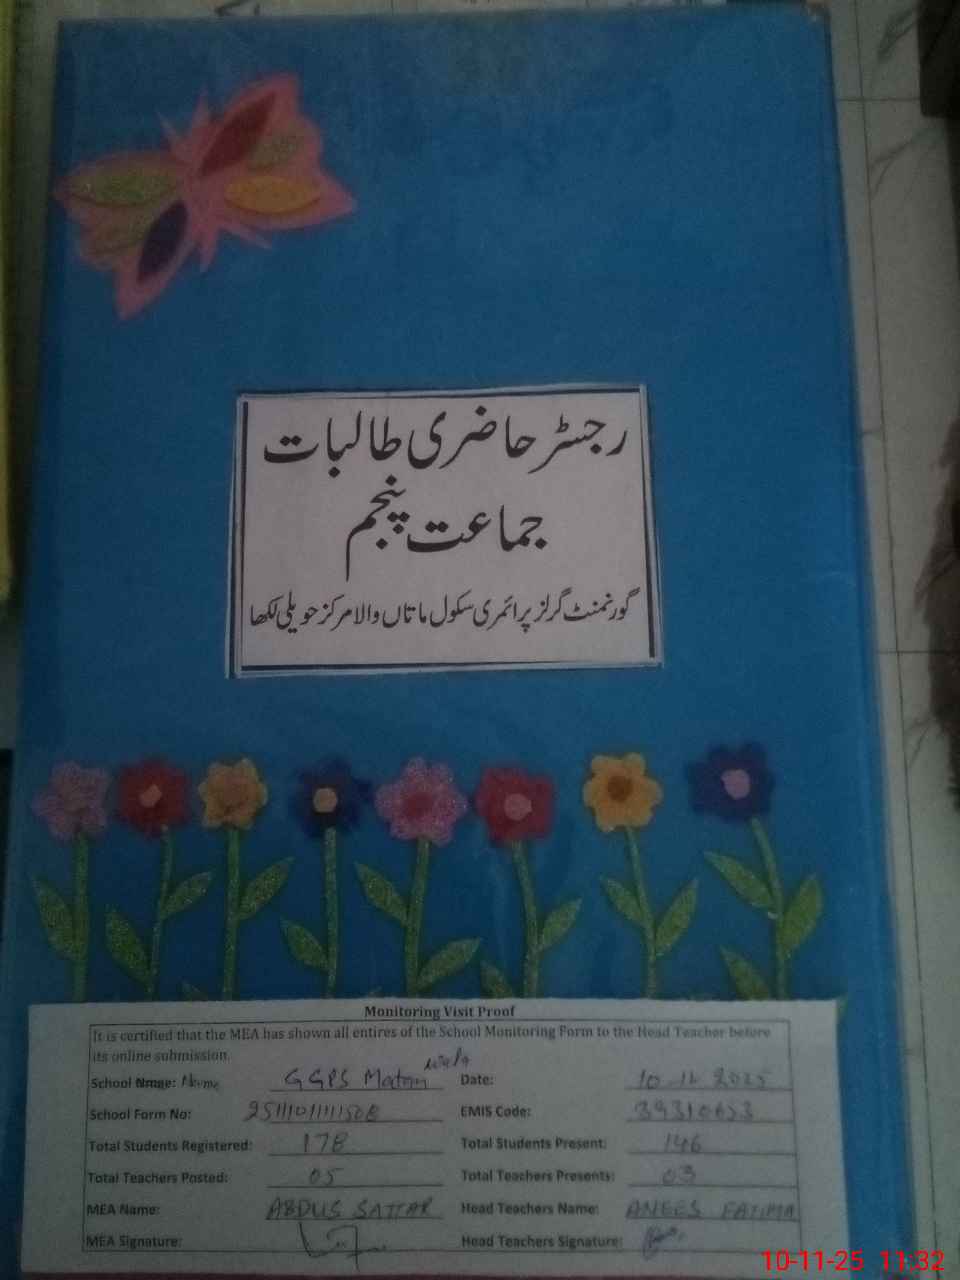 رجسٹر حاضری طالبات
جماعت پنجم
گورنمنٹ گرلز پرائمری سکول ماتاں والا مرکز حویلی لکھا
Monitoring Visit Proof
It is certified that the MEA has shown all entires of the School Monitoring Form to the Head Teacher before
its online submission.
School Nmge: Name GGPS Matan wala Date: 10-11-2025
School Form No: EMIS Code: 39310653
Total Students Registered: 178 Total Students Present: 146
Total Teachers Posted: 05 Total Teachers Presents: 03
MEA Name: ABDUS SATTAR Head Teachers Name: ANEES FATIMA
MEA Signature: Head Teachers Signature:
10-11-25 11:32